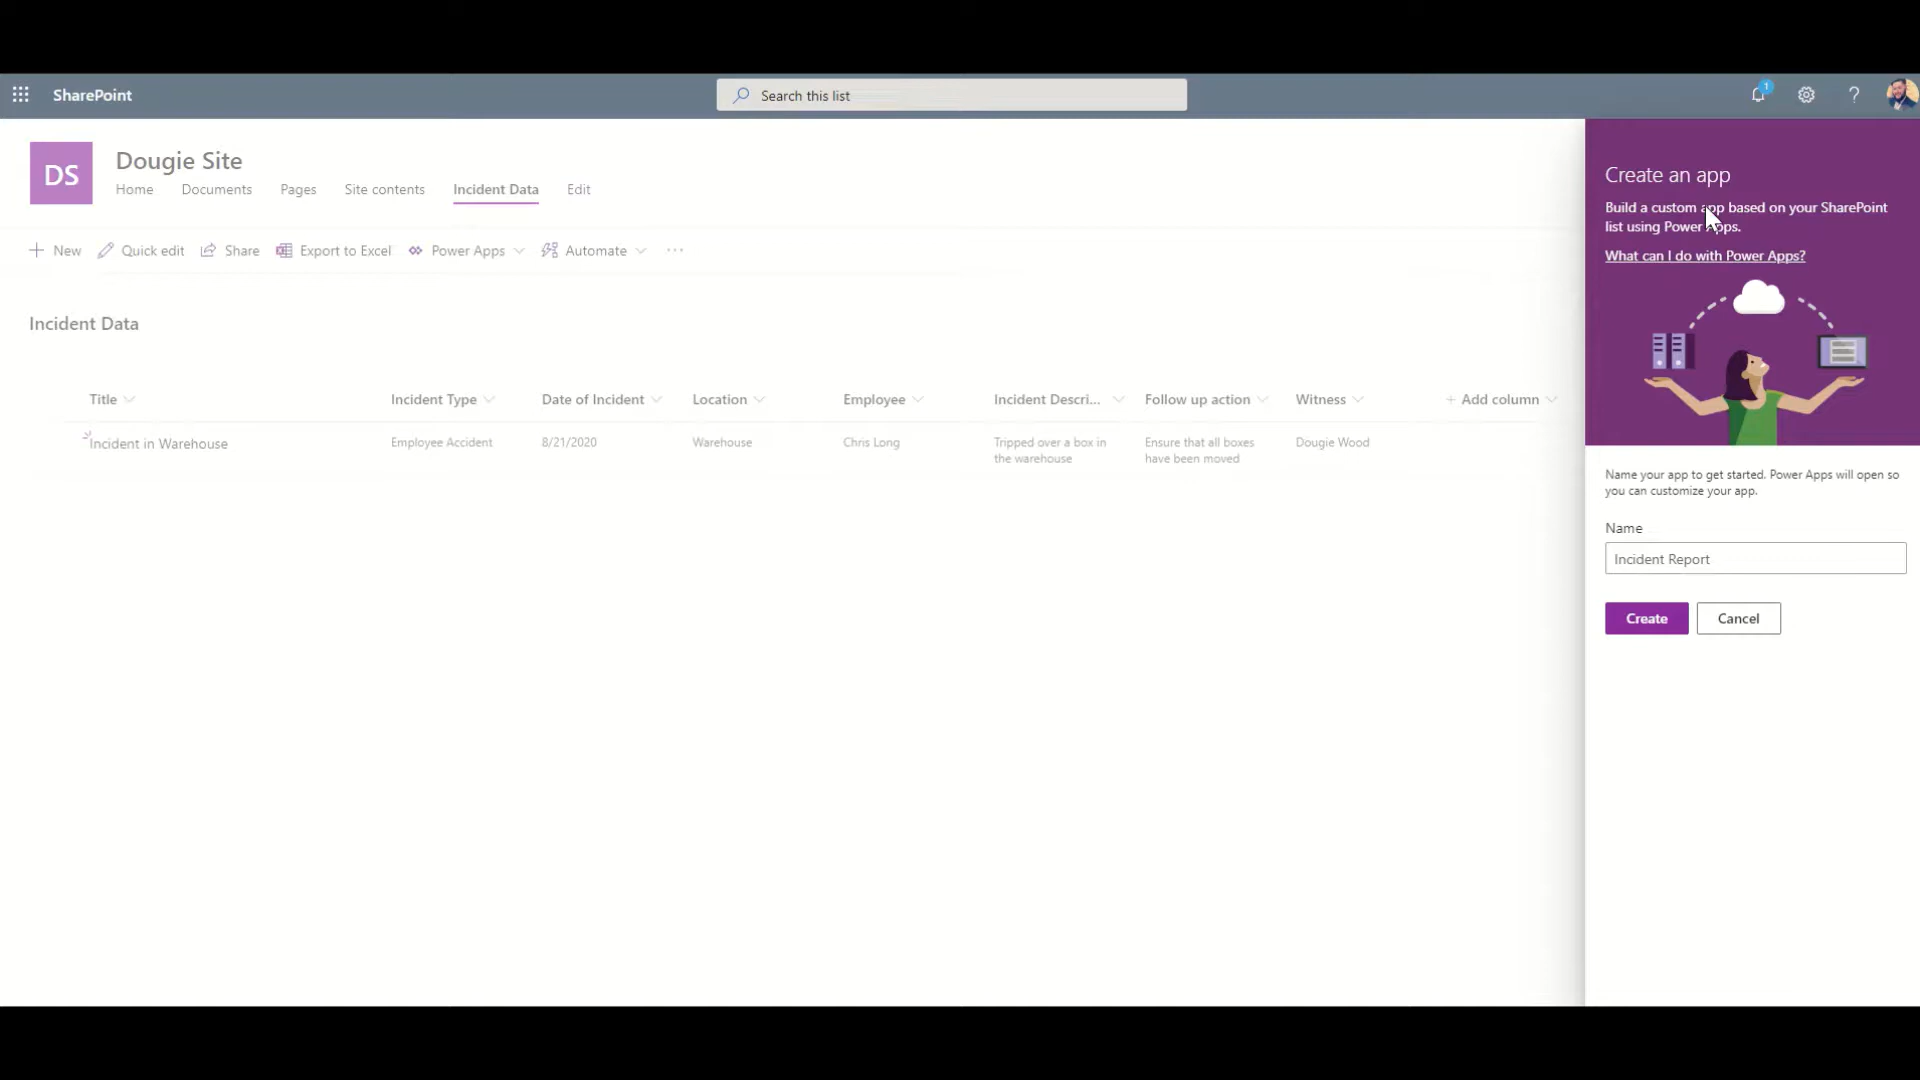 SharePoint
Search this list
1
DS
Dougie Site
Home Documents Pages Site contents Incident Data Edit
New Quick edit Share Export to Excel Power Apps Automate ...
Incident Data
Title Incident Type Date of Incident Location Employee Incident Descri... Follow up action Witness + Add column
Incident in Warehouse Employee Accident 8/21/2020 Warehouse Chris Long Tripped over a box in Ensure that all boxes Dougie Wood
the warehouse have been moved
Create an app
Build a custom app based on your SharePoint
list using Power Apps.
What can I do with Power Apps?
Name your app to get started. Power Apps will open so
you can customize your app.
Name
Incident Report
Create Cancel